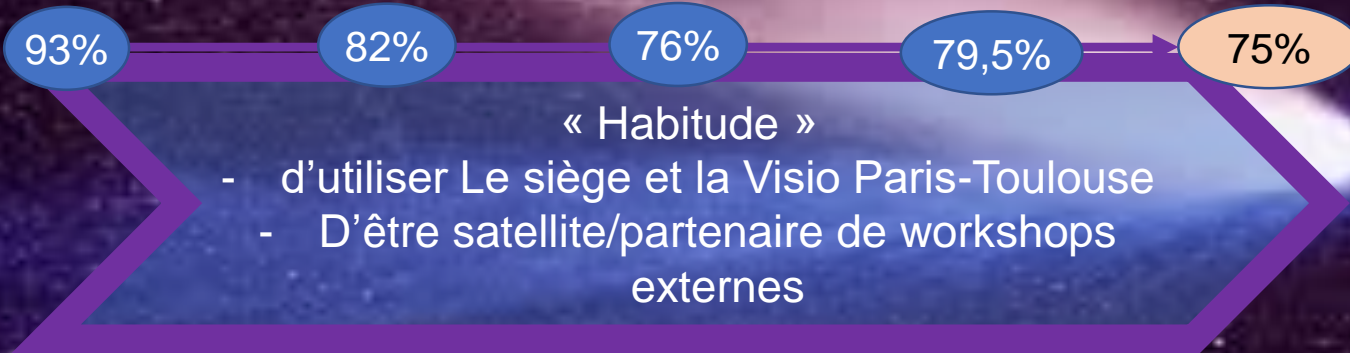 93% 82% 76% 79,5% 75%
« Habitude »
- d'utiliser Le siège et la Visio Paris-Toulouse
- D'être satellite/partenaire de workshops
externes